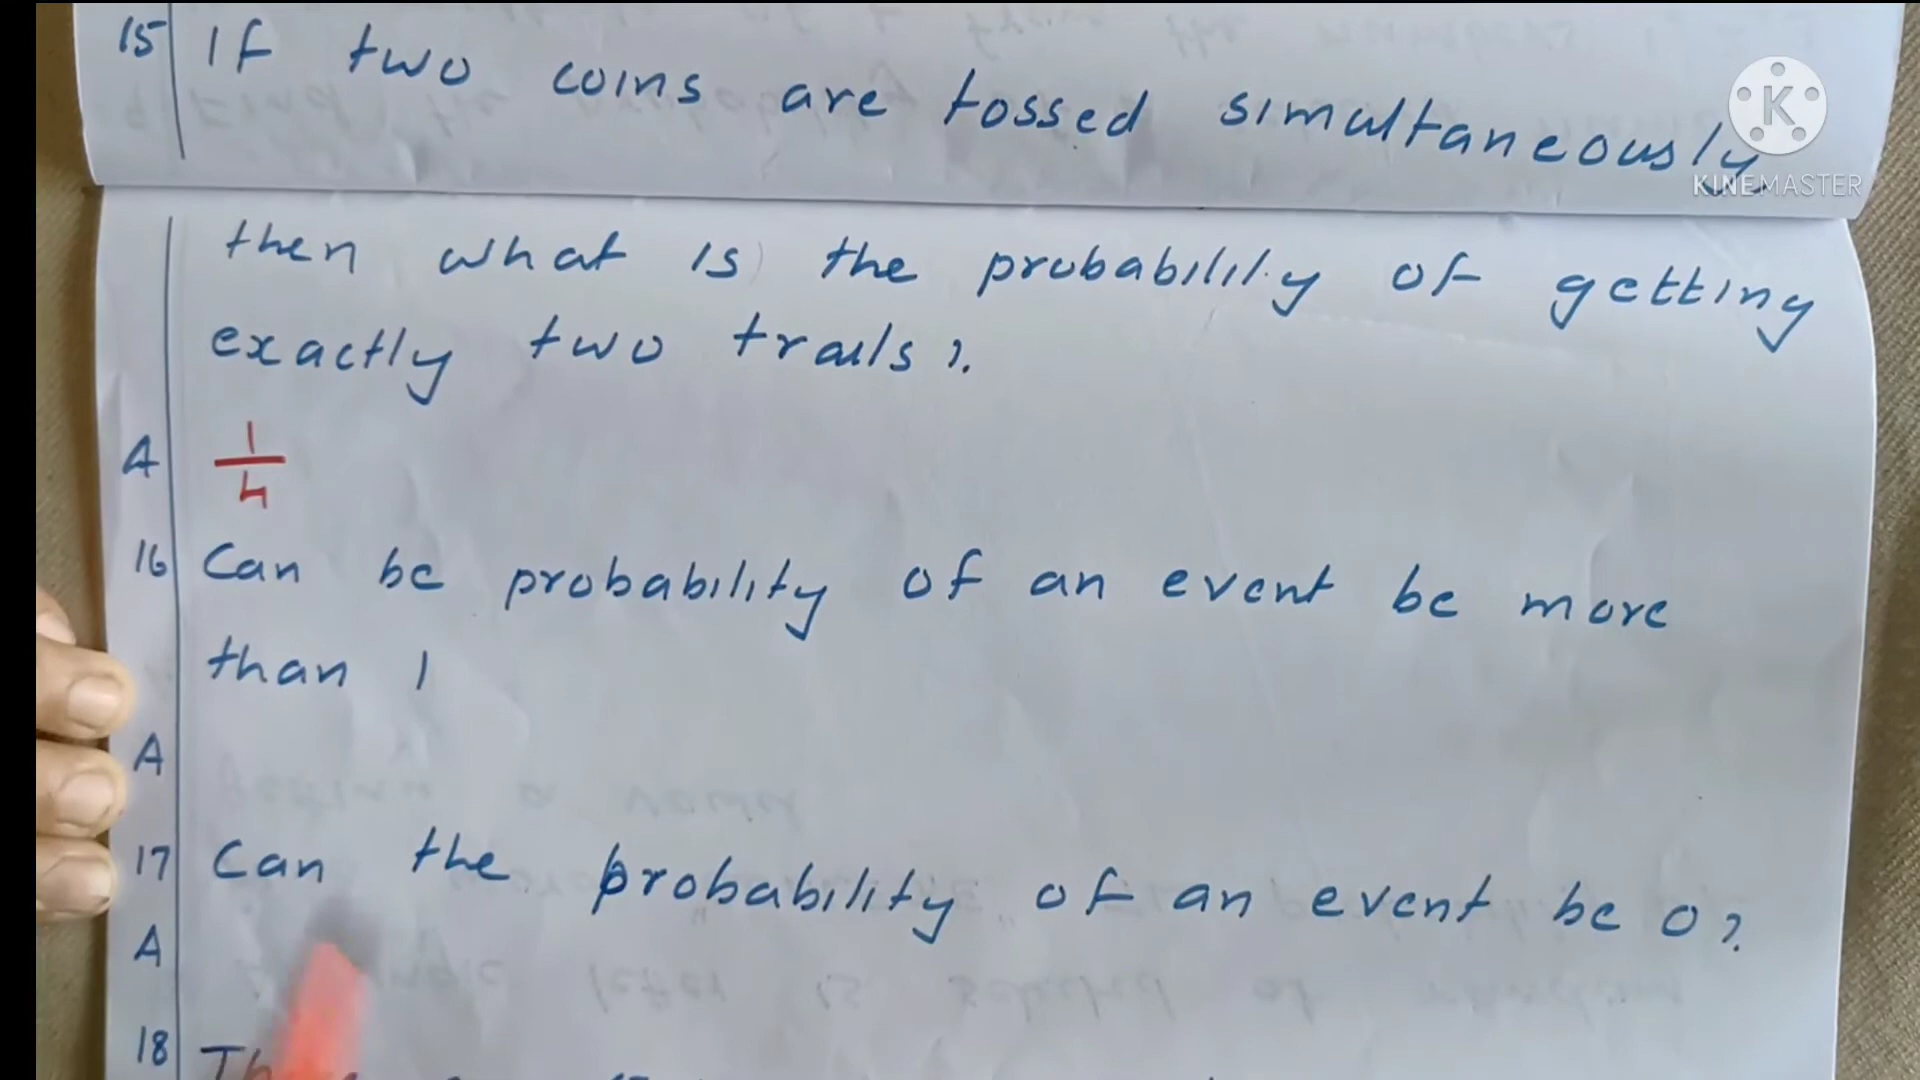 15 If two coins are tossed simultaneously
K
KINEMASTER
then what is the probability of getting
exactly two trails?
A 1/4
16 Can be probability of an event be more
than 1
A
17 Can the probability of an event be 0?
A
18